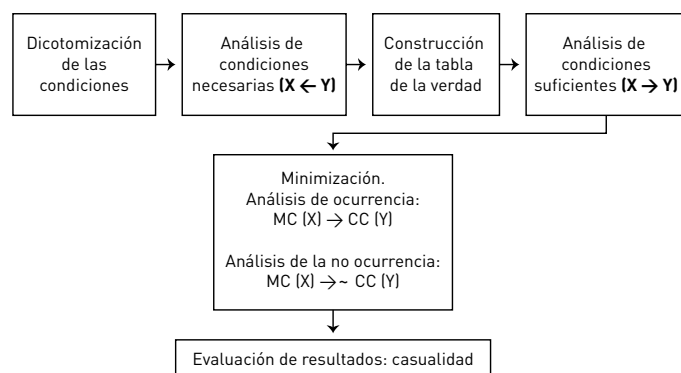 Dicotomización
de las
condiciones
Análisis de
condiciones
necesarias (X ← Y)
Construcción
de la tabla
de la verdad
Análisis de
condiciones
suficientes (X → Y)
Minimización.
Análisis de ocurrencia:
MC (X) → CC (Y)
Análisis de la no ocurrencia:
MC (X) →~ CC (Y)
Evaluación de resultados: casualidad